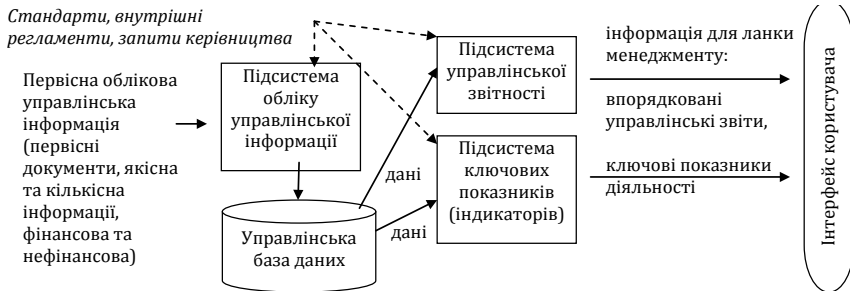 Стандарти, внутрішні
регламенти, запити керівництва
Первісна облікова
управлінська
інформація
(первісні
документи, якісна
та кількісна
інформації,
фінансова та
нефінансова)
Підсистема
обліку
управлінської
інформації
Управлінська
база даних
дані
дані
Підсистема
управлінської
звітності
Підсистема
ключових
показників
(індикаторів)
інформація для ланки
менеджменту:
впорядковані
управлінські звіти,
ключові показники
діяльності
Інтерфейс користувача